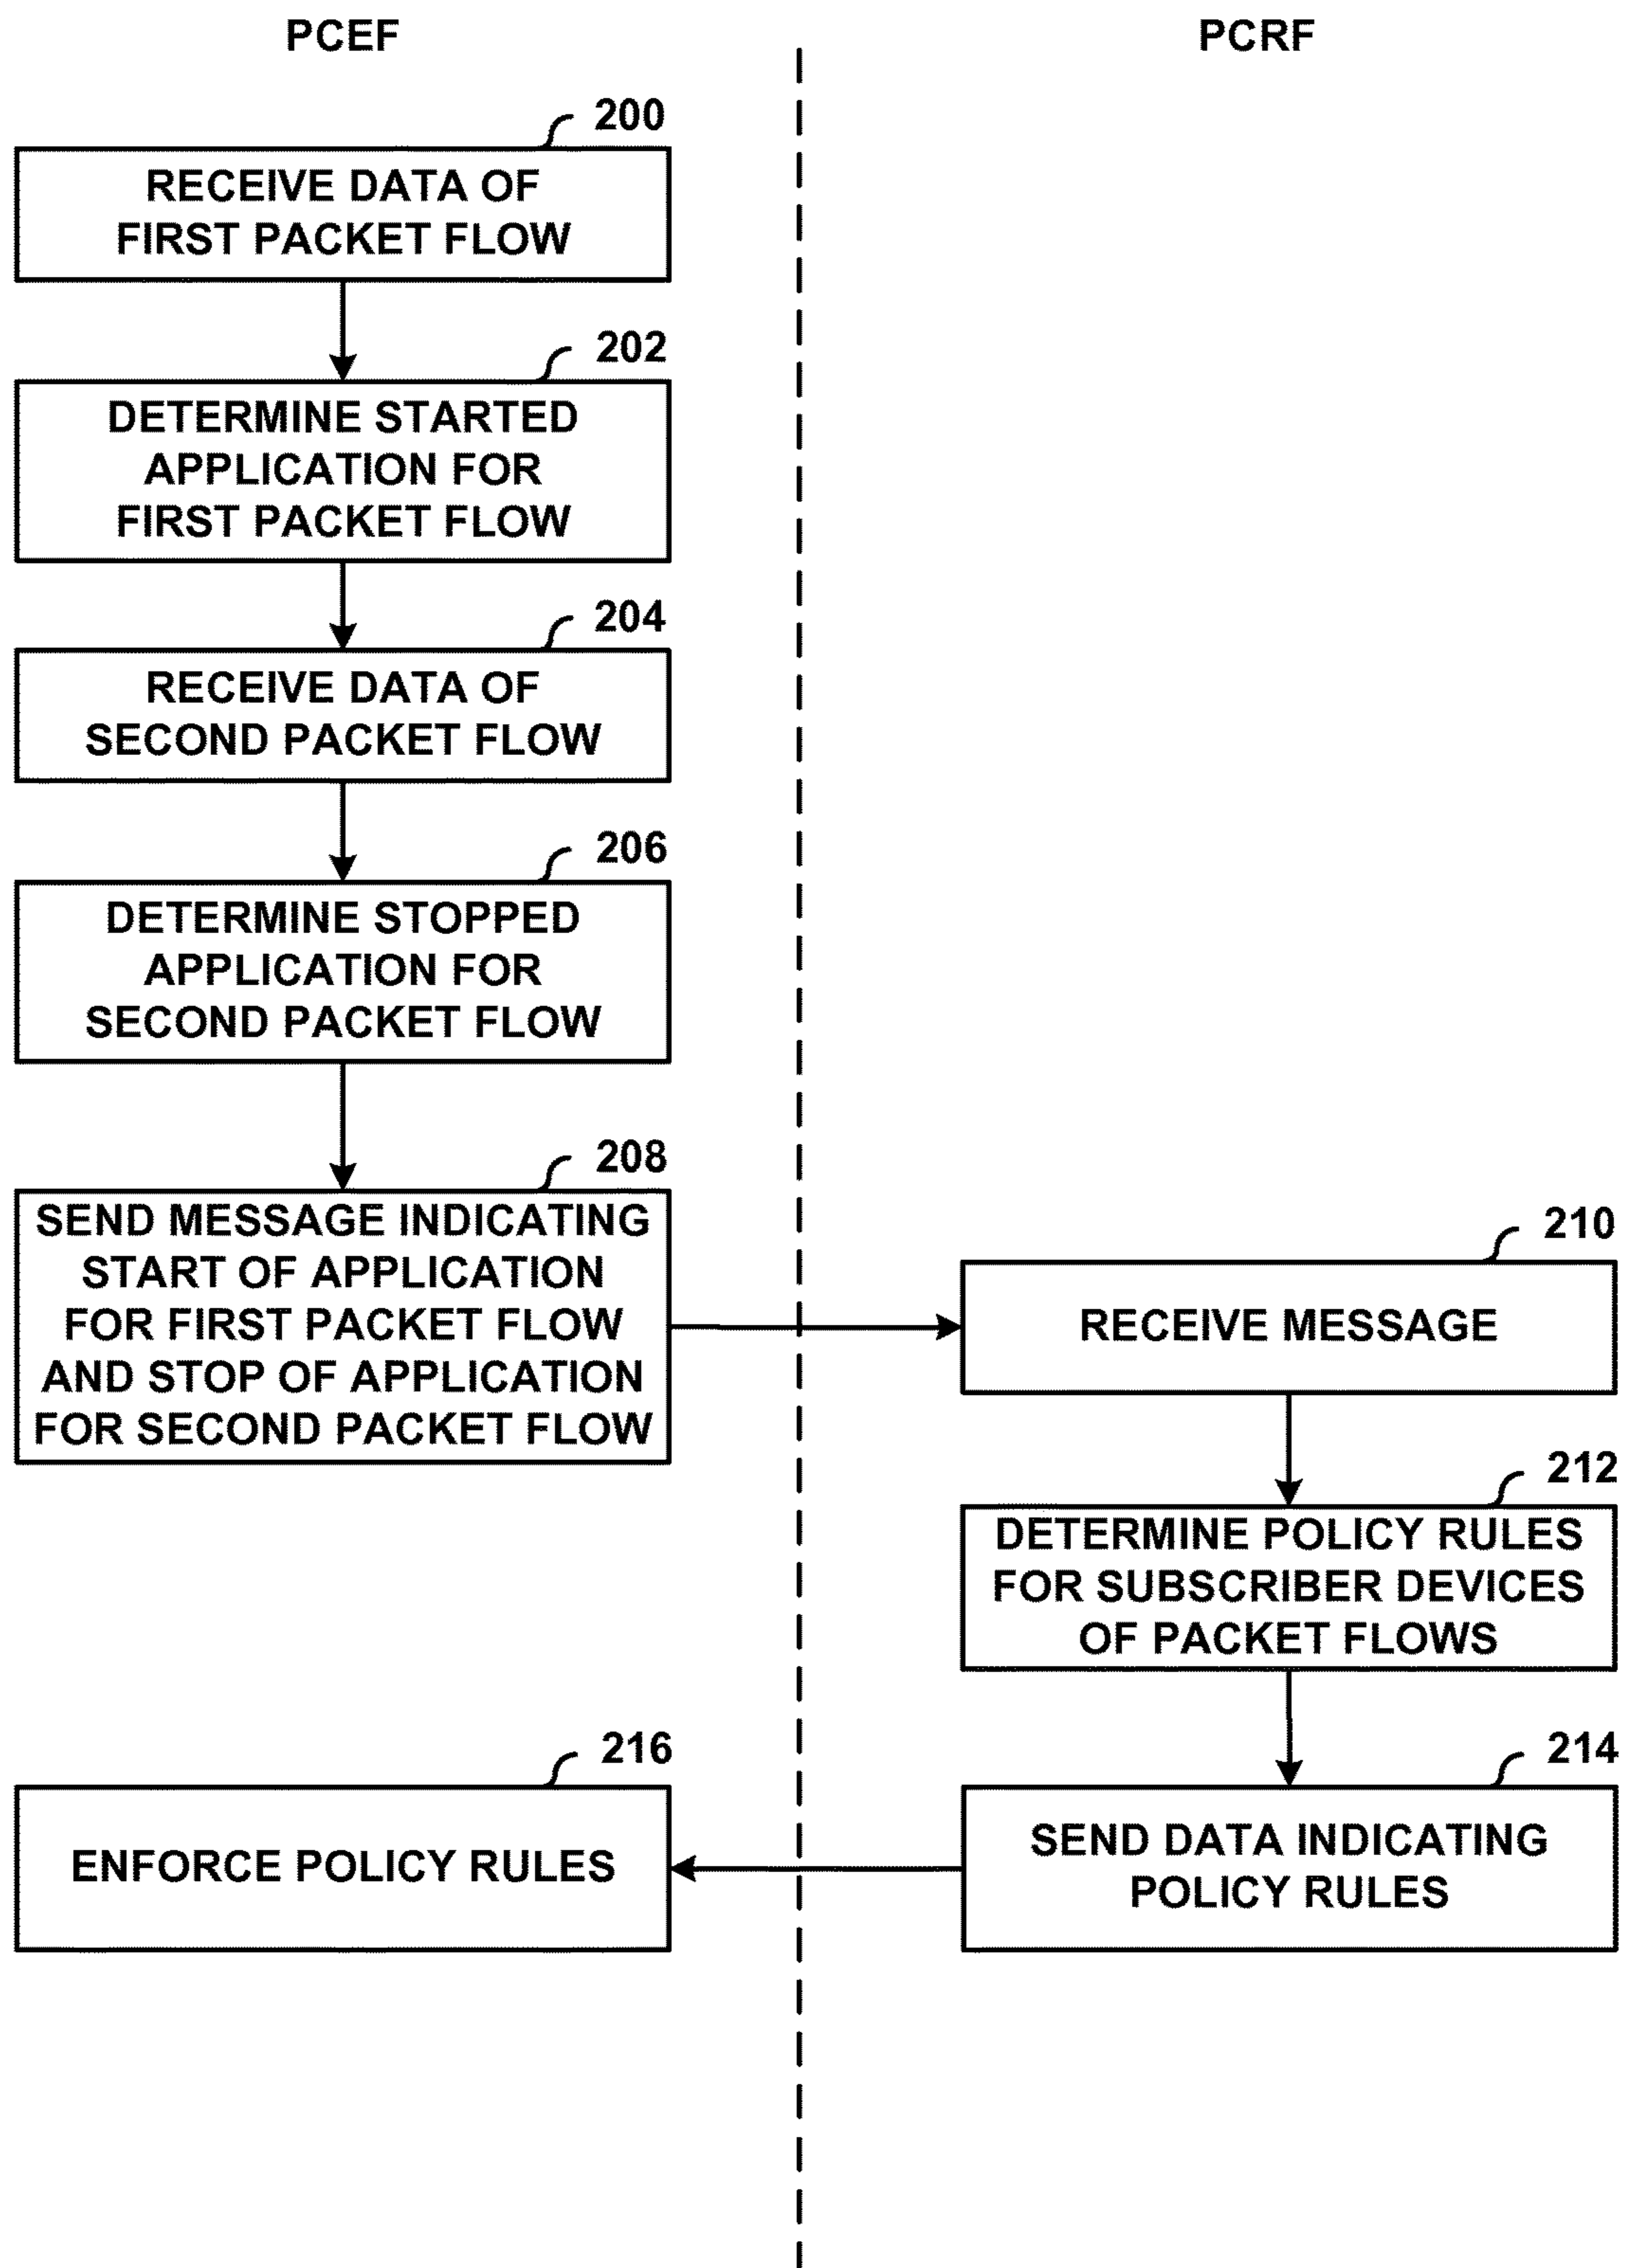 PCEF
PCRF
200
RECEIVE DATA OF
FIRST PACKET FLOW
202
DETERMINE STARTED
APPLICATION FOR
FIRST PACKET FLOW
204
RECEIVE DATA OF
SECOND PACKET FLOW
206
DETERMINE STOPPED
APPLICATION FOR
SECOND PACKET FLOW
208
SEND MESSAGE INDICATING
START OF APPLICATION
FOR FIRST PACKET FLOW
AND STOP OF APPLICATION
FOR SECOND PACKET FLOW
210
RECEIVE MESSAGE
212
DETERMINE POLICY RULES
FOR SUBSCRIBER DEVICES
OF PACKET FLOWS
214
SEND DATA INDICATING
POLICY RULES
216
ENFORCE POLICY RULES